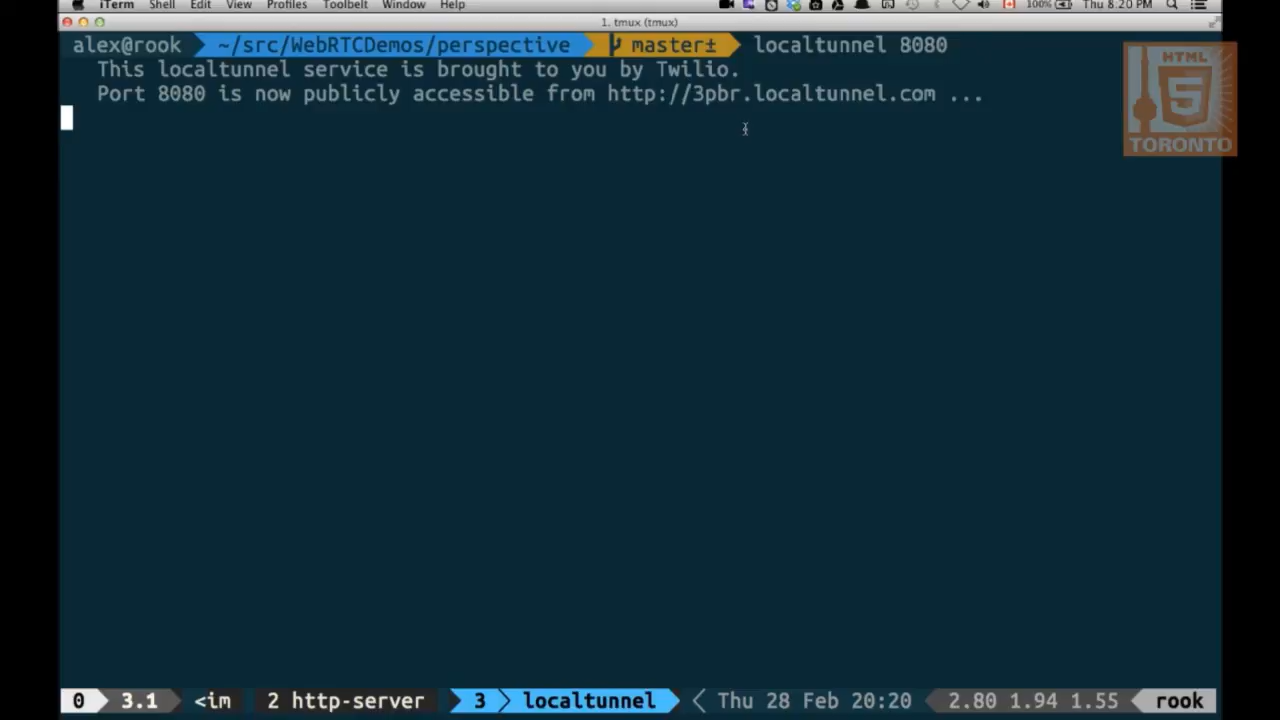 iTerm Shell Edit View Profiles Toolbelt Window Help 100% Thu 8:20 PM
1. tmux (tmux)
alex@rook ~/src/WebRTCDemos/perspective master± localtunnel 8080
This localtunnel service is brought to you by Twilio.
Port 8080 is now publicly accessible from http://3pbr.localtunnel.com ...
HTML
5
TORONTO
0 3.1 <im 2 http-server 3 localtunnel Thu 28 Feb 20:20 2.80 1.94 1.55 rook